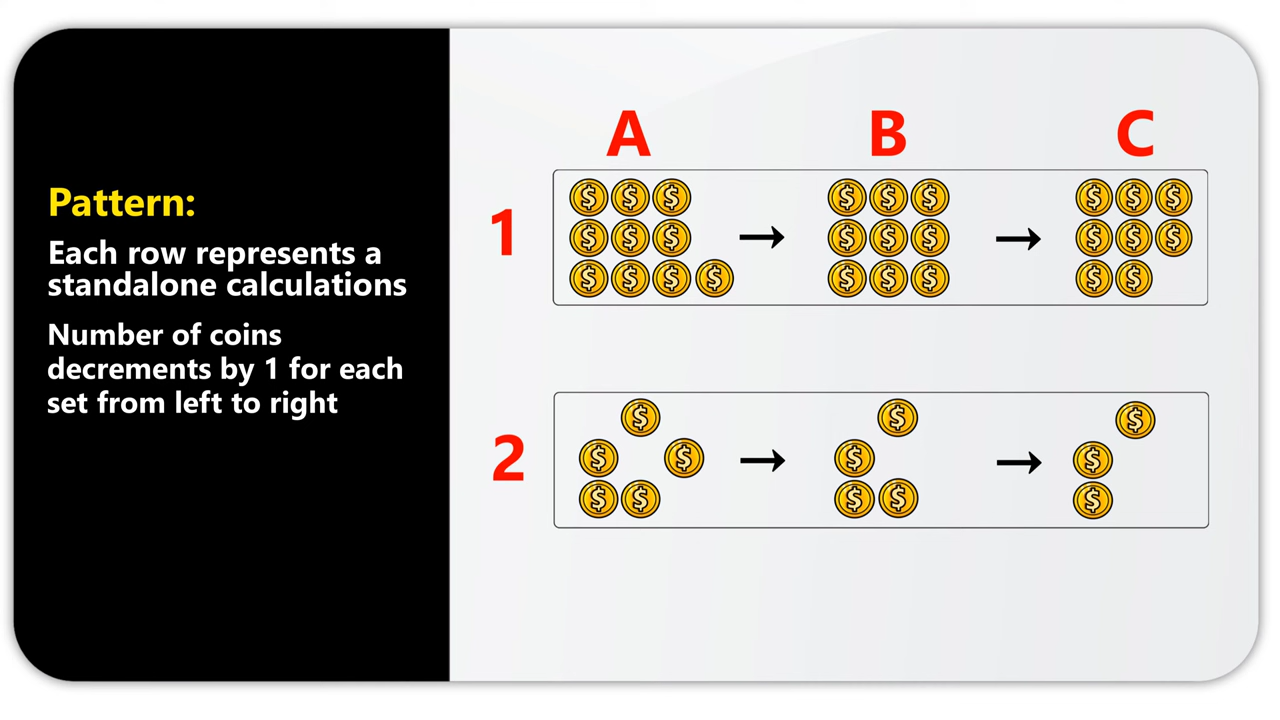 Pattern:
Each row represents a
standalone calculations
Number of coins
decrements by 1 for each
set from left to right
A B C
1
$ $ $ → $ $ $ → $ $ $
$ $ $ $ $ $ $ $ $
$ $ $ $ $ $ $ $ $
2
$ → $ → $
$ $ $ $
$ $ $ $ $